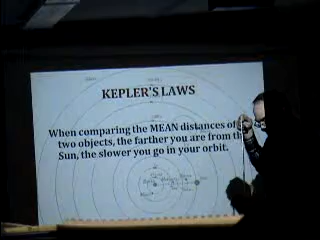 KEPLER'S LAWS
When comparing the MEAN distances of
two objects, the farther you are from th
Sun, the slower you go in your orbit.